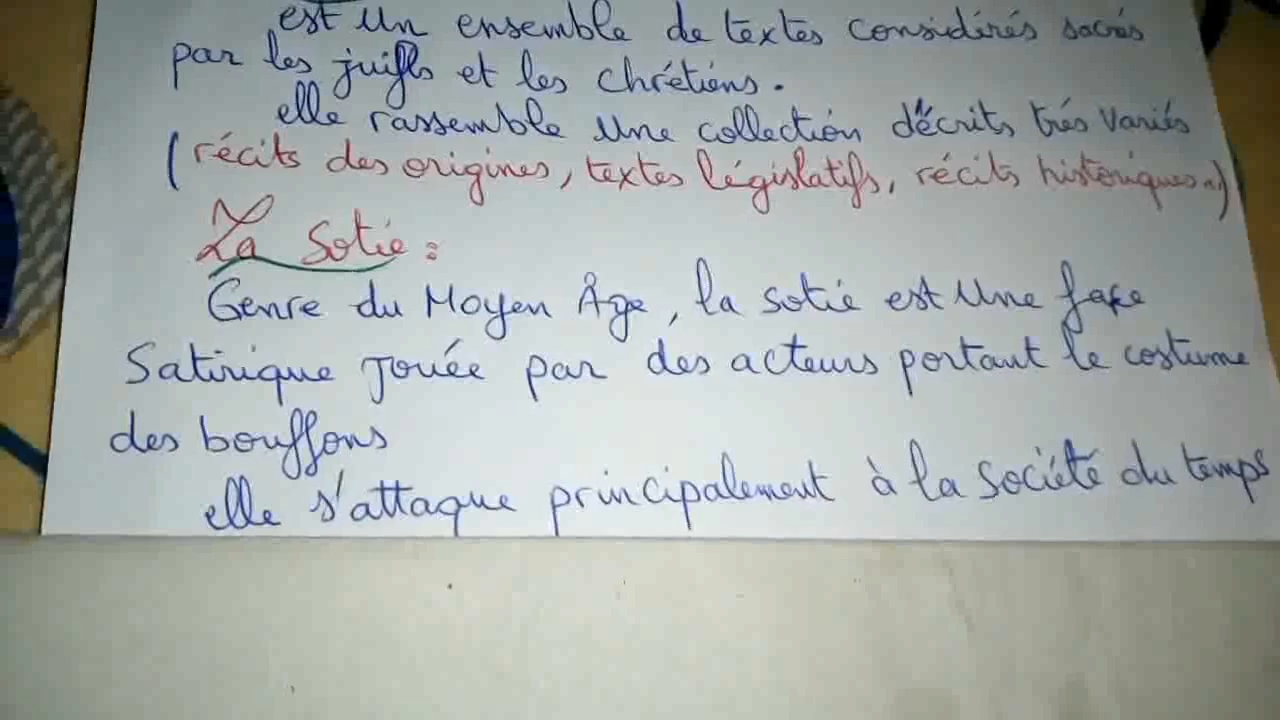 est un ensemble de textes considérés sacrés
par les juifs et les chrétiens.
elle rassemble une collection d'écrits trés variés
(récits des origines, textes législatifs, récits historiques...)
La sotie :
Genre du Moyen Âge, la sotie est une farce
Satirique jouée par des acteurs portant le costume
des bouffons
elle s'attaque principalement à la société du temps